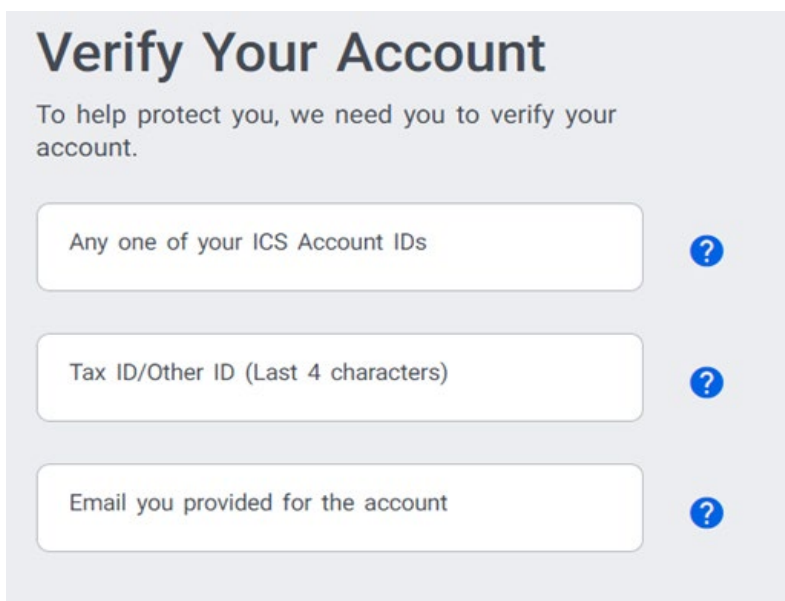 Verify Your Account
To help protect you, we need you to verify your
account.
Any one of your ICS Account IDs
?
Tax ID/Other ID (Last 4 characters)
?
Email you provided for the account
?